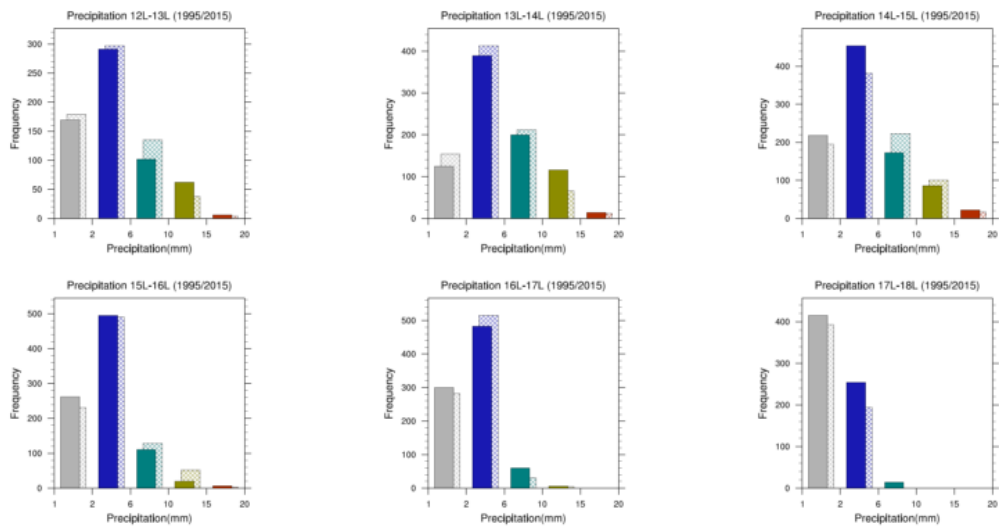 Precipitation 12L-13L (1995/2015)
300
250
200
150
100
50
0
Frequency
1 2 6 10 15 20
Precipitation(mm)
Precipitation 13L-14L (1995/2015)
400
300
200
100
0
Frequency
1 2 6 10 15 20
Precipitation(mm)
Precipitation 14L-15L (1995/2015)
400
300
200
100
0
Frequency
1 2 6 10 15 20
Precipitation(mm)
Precipitation 15L-16L (1995/2015)
500
400
300
200
100
0
Frequency
1 2 6 10 15 20
Precipitation(mm)
Precipitation 16L-17L (1995/2015)
500
400
300
200
100
0
Frequency
1 2 6 10 15 20
Precipitation(mm)
Precipitation 17L-18L (1995/2015)
400
300
200
100
0
Frequency
1 2 6 10 15 20
Precipitation(mm)